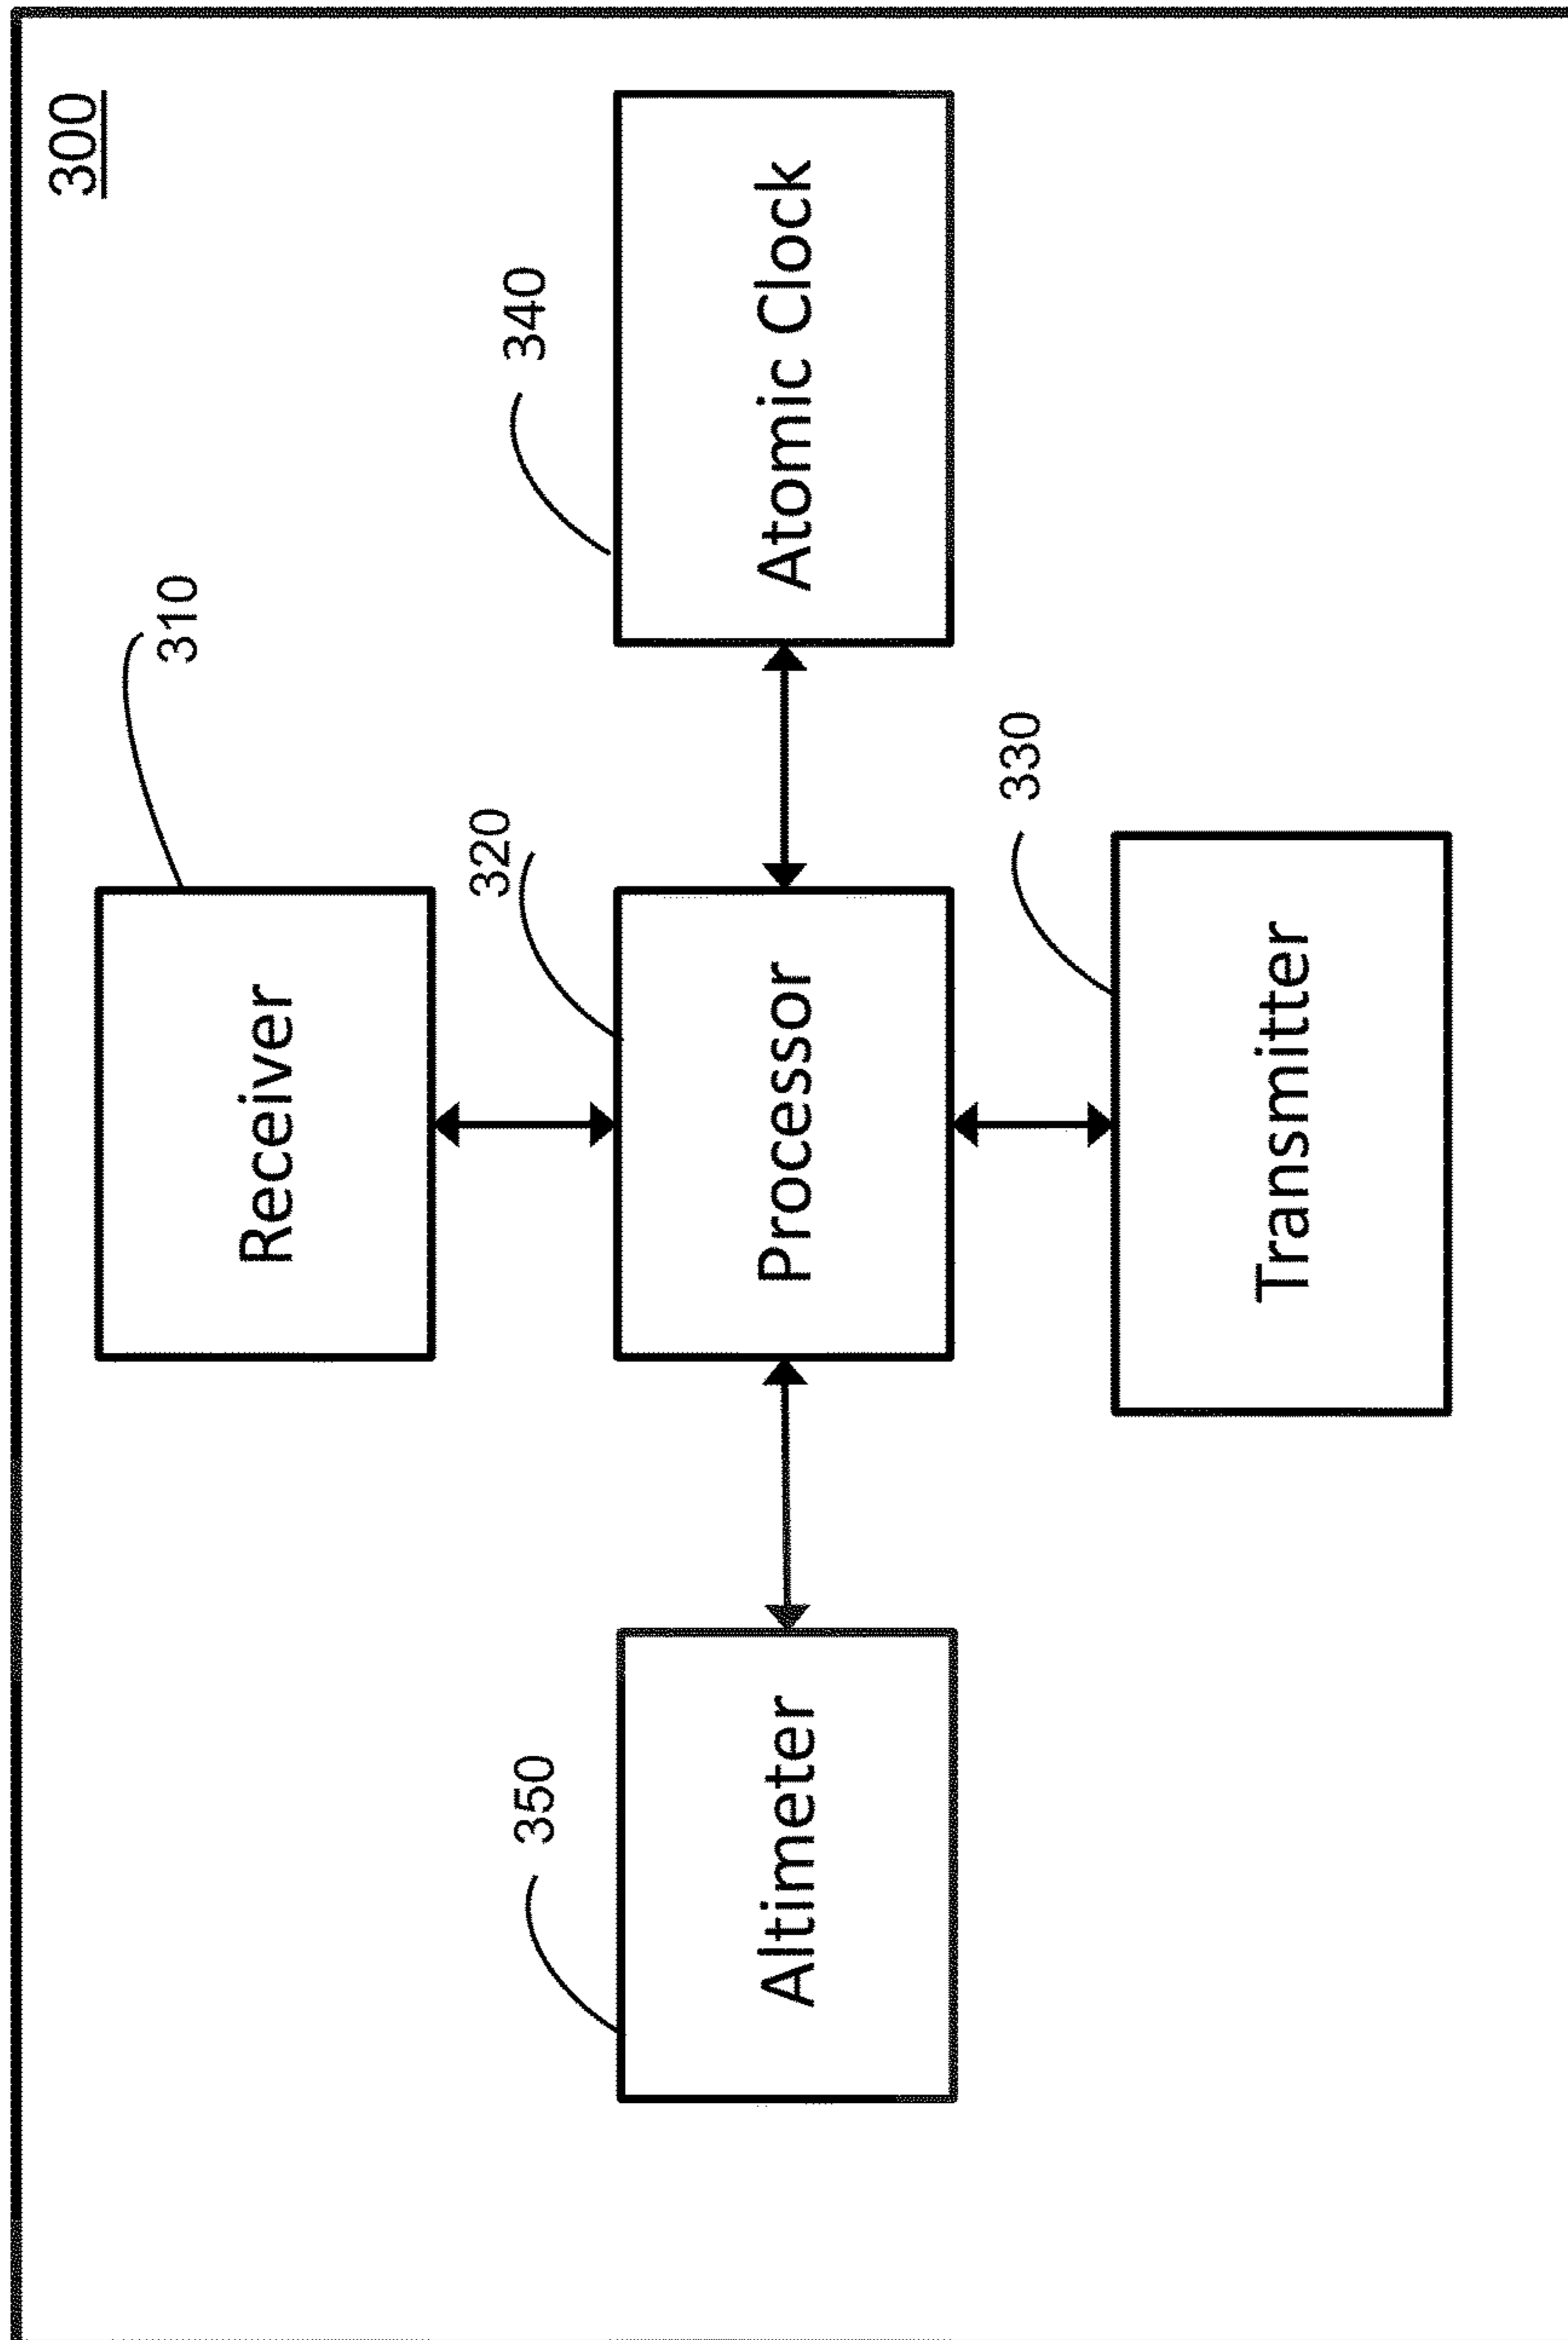 300
310
Receiver
320
340
350
Altimeter
Processor
Atomic Clock
330
Transmitter